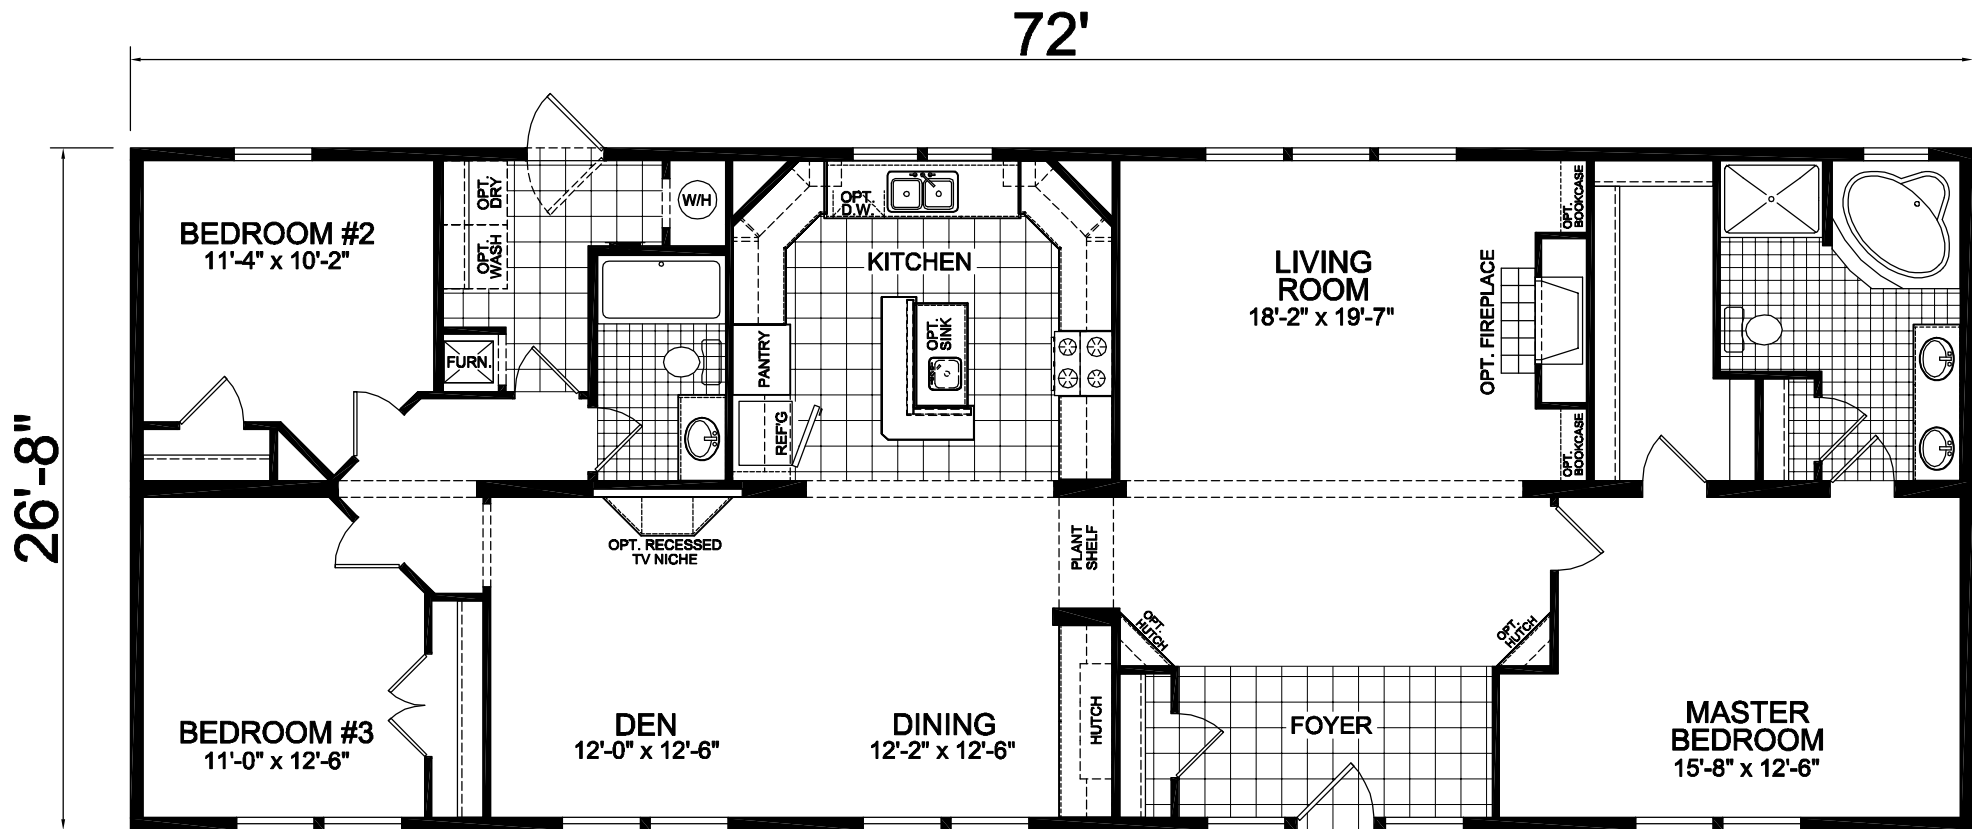 72'
26'-8"
BEDROOM #2
11'-4" x 10'-2"
OPT.
DRY
OPT.
WASH
FURN.
W/H
OPT.
D.W.
KITCHEN
PANTRY
REF'G
OPT.
SINK
LIVING
ROOM
18'-2" x 19'-7"
OPT. FIREPLACE
OPT.
BOOKCASE
OPT.
BOOKCASE
OPT. RECESSED
TV NICHE
PLANT
SHELF
OPT.
HUTCH
OPT.
HUTCH
BEDROOM #3
11'-0" x 12'-6"
DEN
12'-0" x 12'-6"
DINING
12'-2" x 12'-6"
HUTCH
FOYER
MASTER
BEDROOM
15'-8" x 12'-6"